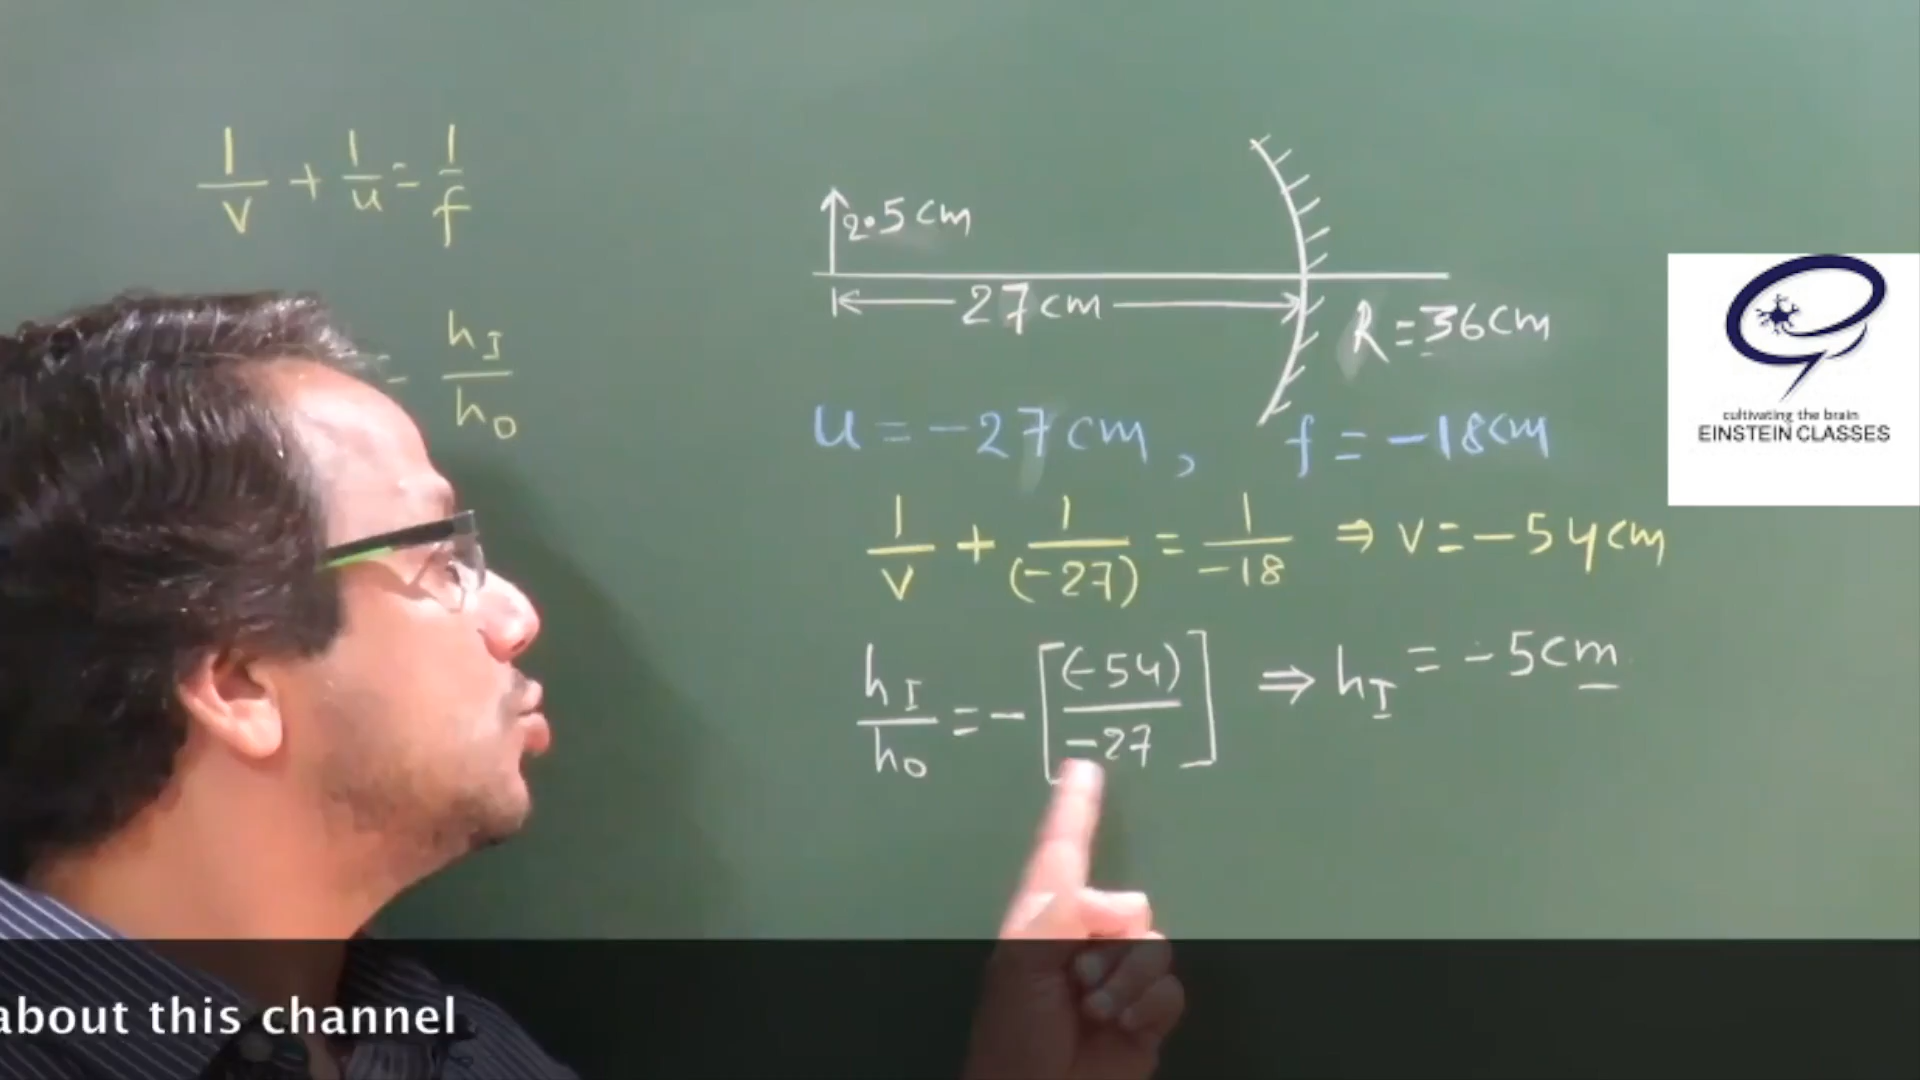 1/v + 1/u = 1/f
= h_I/h_O
2.5 cm
27 cm
R = 36 cm
u = -27 cm, f = -18 cm
1/v + 1/(-27) = 1/-18 ⇒ v = -54 cm
h_I/h_O = -[(-54)/-27] ⇒ h_I = -5 cm
cultivating the brain
EINSTEIN CLASSES
about this channel